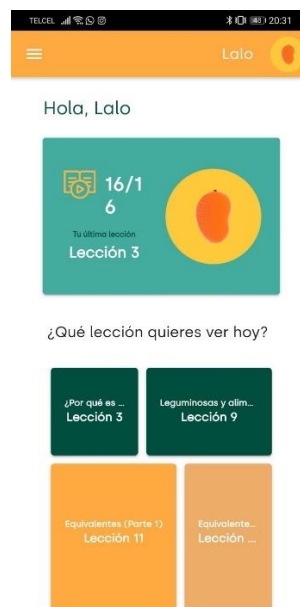 TELCEL 48 20:31
Lalo
Hola, Lalo
16/1
6
Tu última lección
Lección 3
¿Qué lección quieres ver hoy?
¿Por qué es ...
Lección 3
Leguminosas y alim...
Lección 9
Equivalentes (Parte 1)
Lección 11
Equivalente...
Lección ...